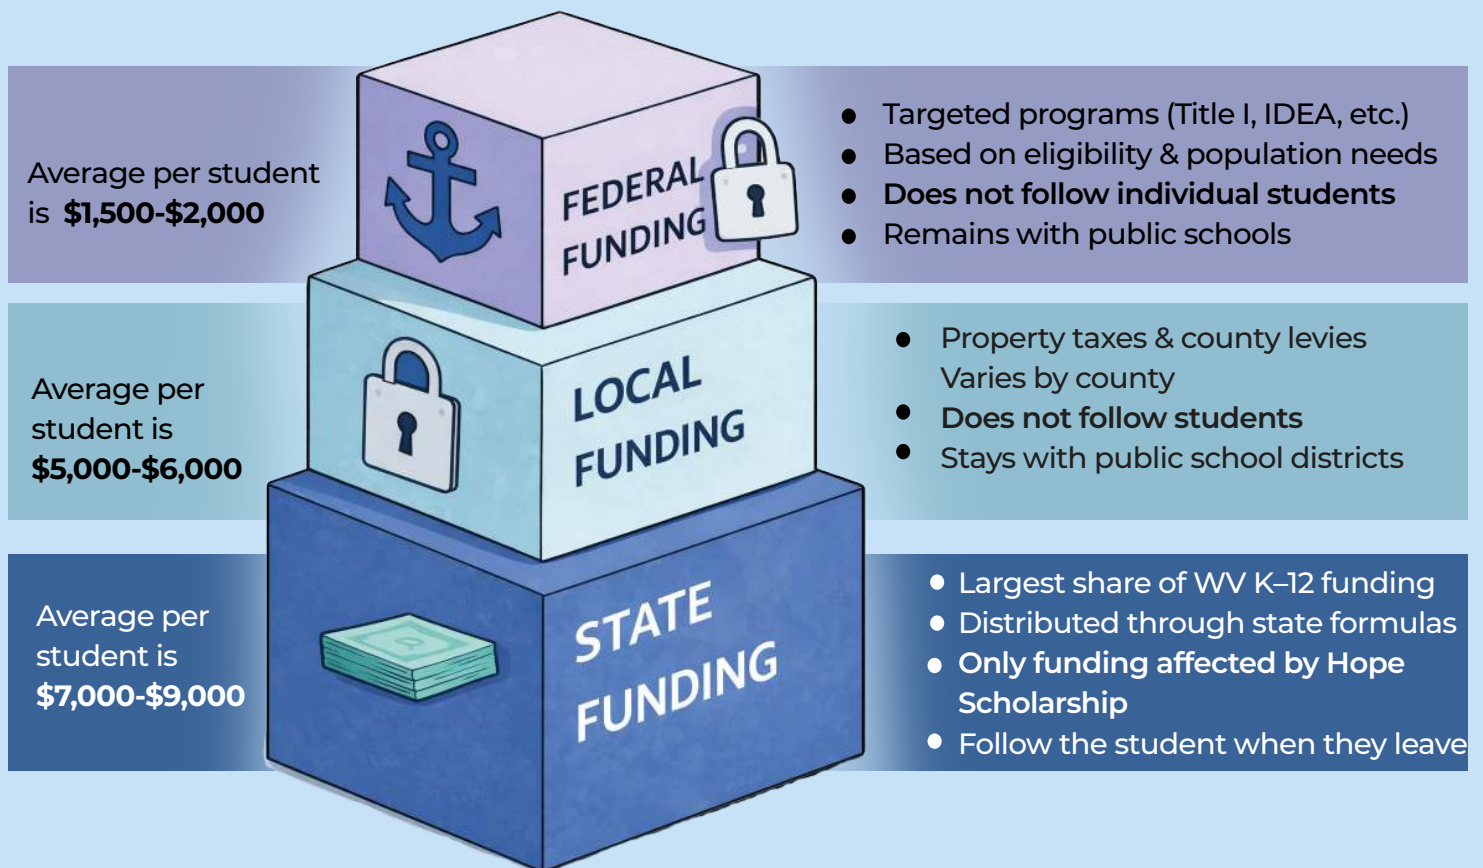 Average per student
is $1,500-$2,000
FEDERAL
FUNDING
● Targeted programs (Title I, IDEA, etc.)
● Based on eligibility & population needs
● Does not follow individual students
● Remains with public schools
Average per
student is
$5,000-$6,000
LOCAL
FUNDING
● Property taxes & county levies
Varies by county
● Does not follow students
● Stays with public school districts
Average per
student is
$7,000-$9,000
STATE
FUNDING
● Largest share of WV K–12 funding
● Distributed through state formulas
● Only funding affected by Hope
Scholarship
● Follow the student when they leave